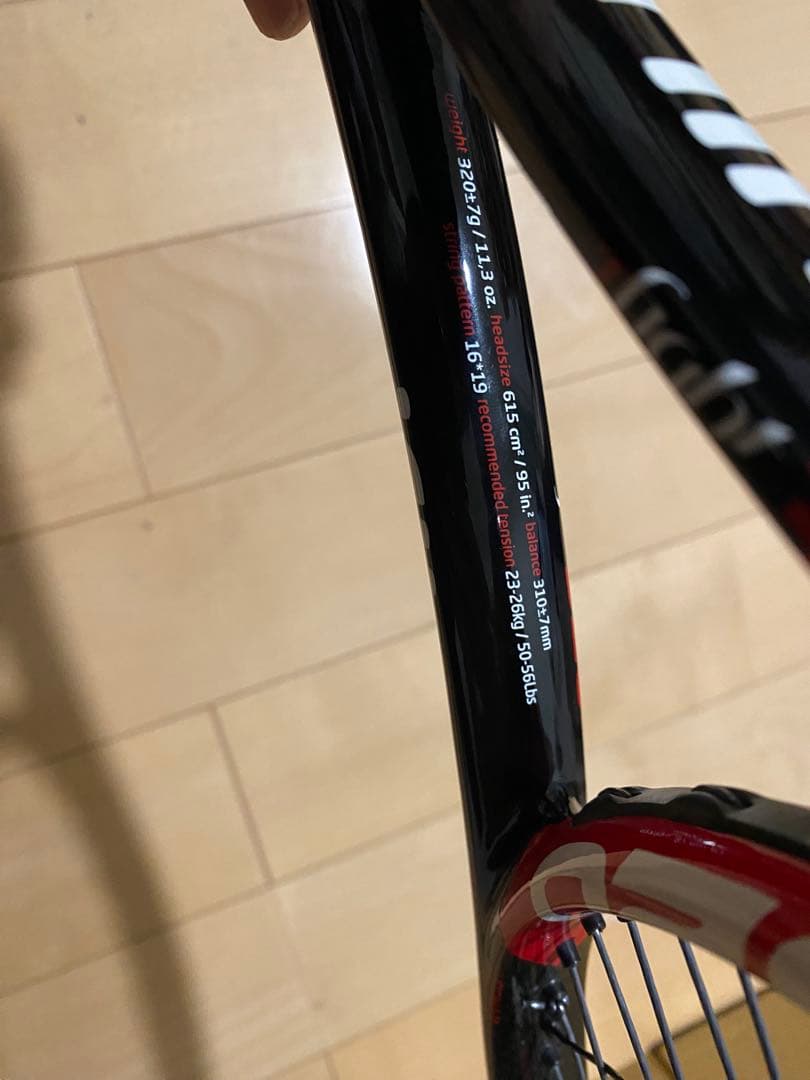 weight 320±7g / 11,3 oz. headsize 615 cm² / 95 in.² balance 310±7mm
string pattern 16*19 recommended tension 23-26kg / 50-56Lbs